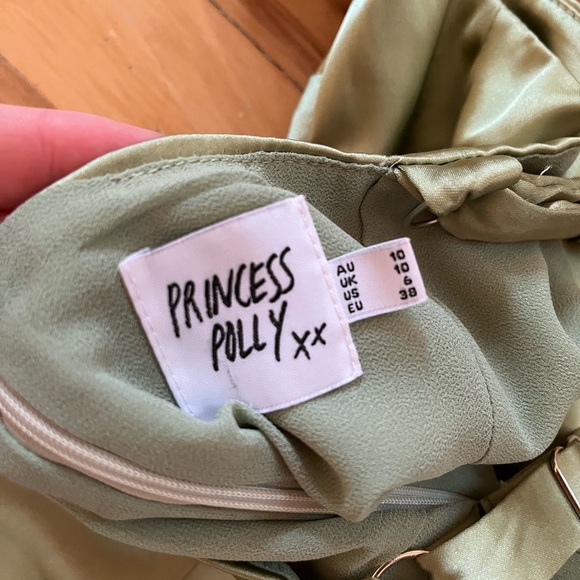 PRINCESS
POLLY xx
AU 10
UK 10
US 6
EU 38